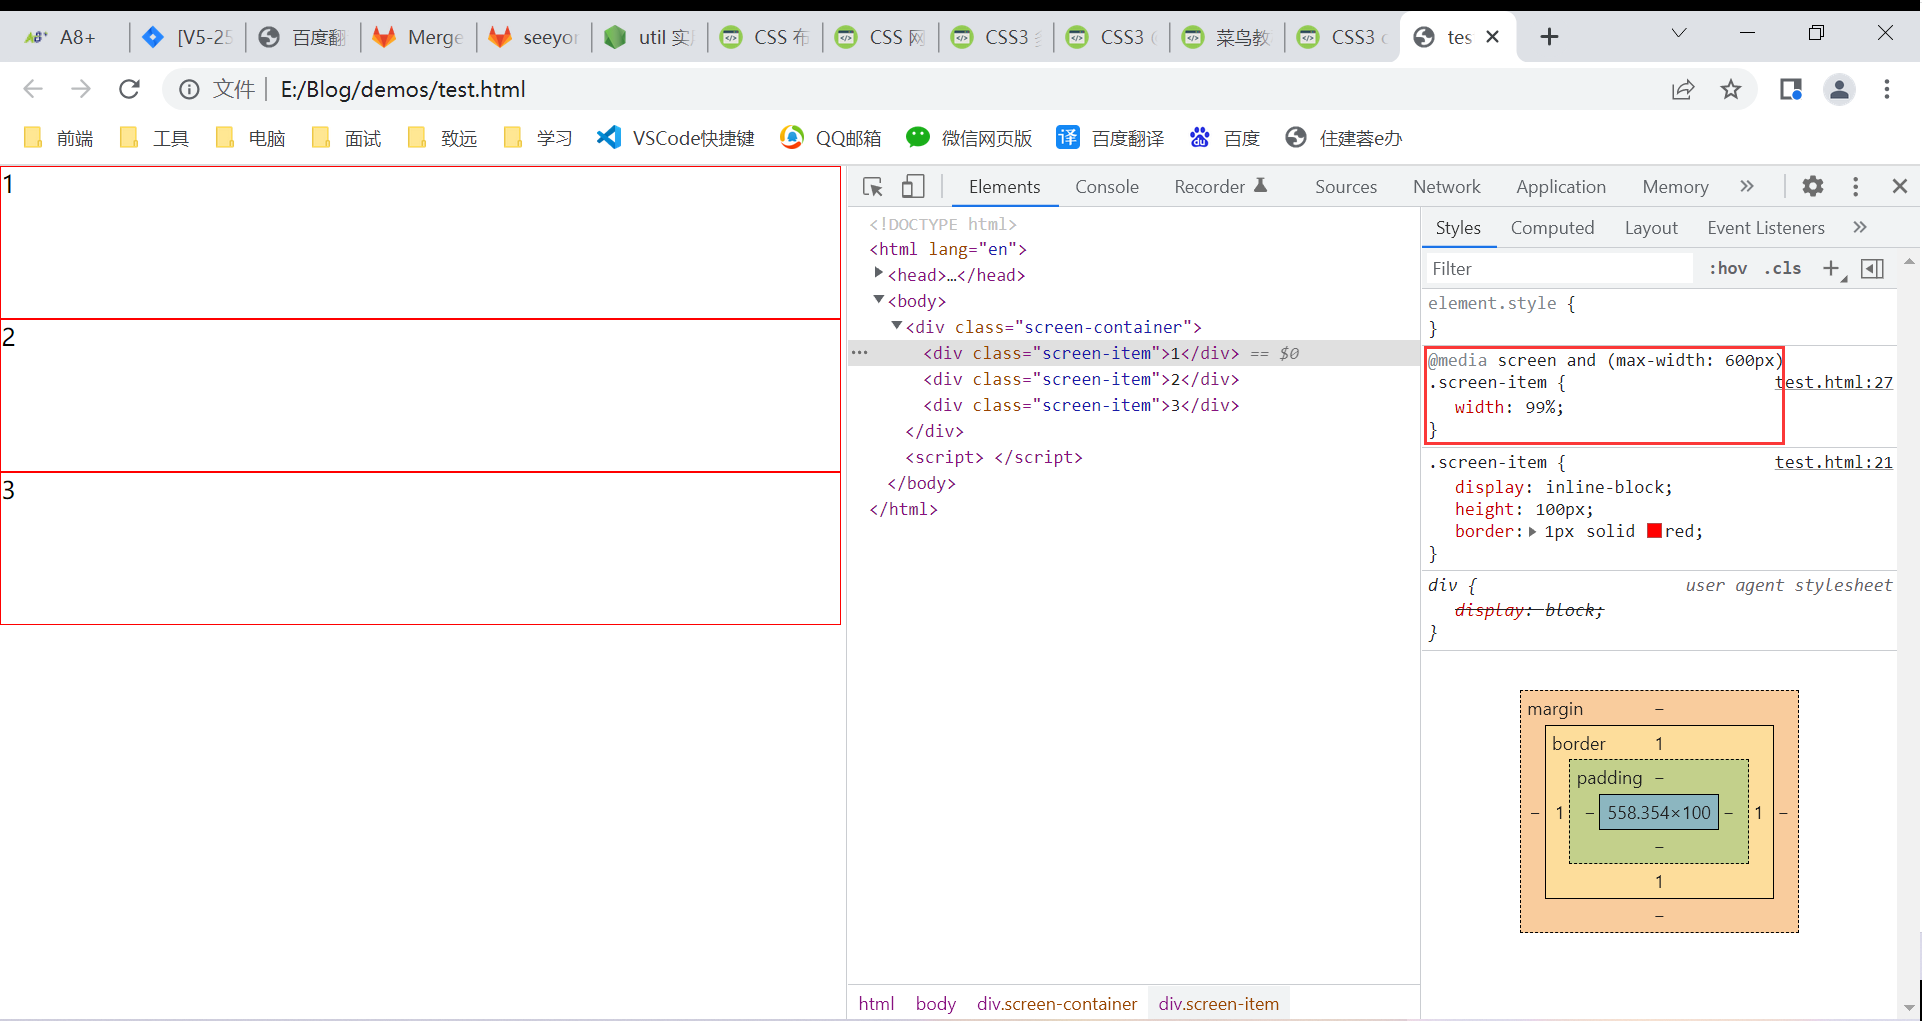 A8+ [V5-25 百度翻 Merge seeyor util 实 CSS 布 CSS 网 CSS3 CSS3 菜鸟教 CSS3 tes
文件 E:/Blog/demos/test.html
前端 工具 电脑 面试 致远 学习 VSCode快捷键 QQ邮箱 微信网页版 译 百度翻译 du 百度 住建蓉e办
1
2
3
Elements Console Recorder Sources Network Application Memory »
<!DOCTYPE html>
<html lang="en">
<head>…</head>
<body>
<div class="screen-container">
<div class="screen-item">1</div> == $0
<div class="screen-item">2</div>
<div class="screen-item">3</div>
</div>
<script> </script>
</body>
</html>
html body div.screen-container div.screen-item
Styles Computed Layout Event Listeners »
Filter :hov .cls +
element.style {
}
@media screen and (max-width: 600px)
.screen-item { test.html:27
width: 99%;
}
.screen-item { test.html:21
display: inline-block;
height: 100px;
border: 1px solid red;
}
div { user agent stylesheet
display: block;
}
margin –
border 1
padding –
– 1 – 558.354×100 – 1 –
–
1
–